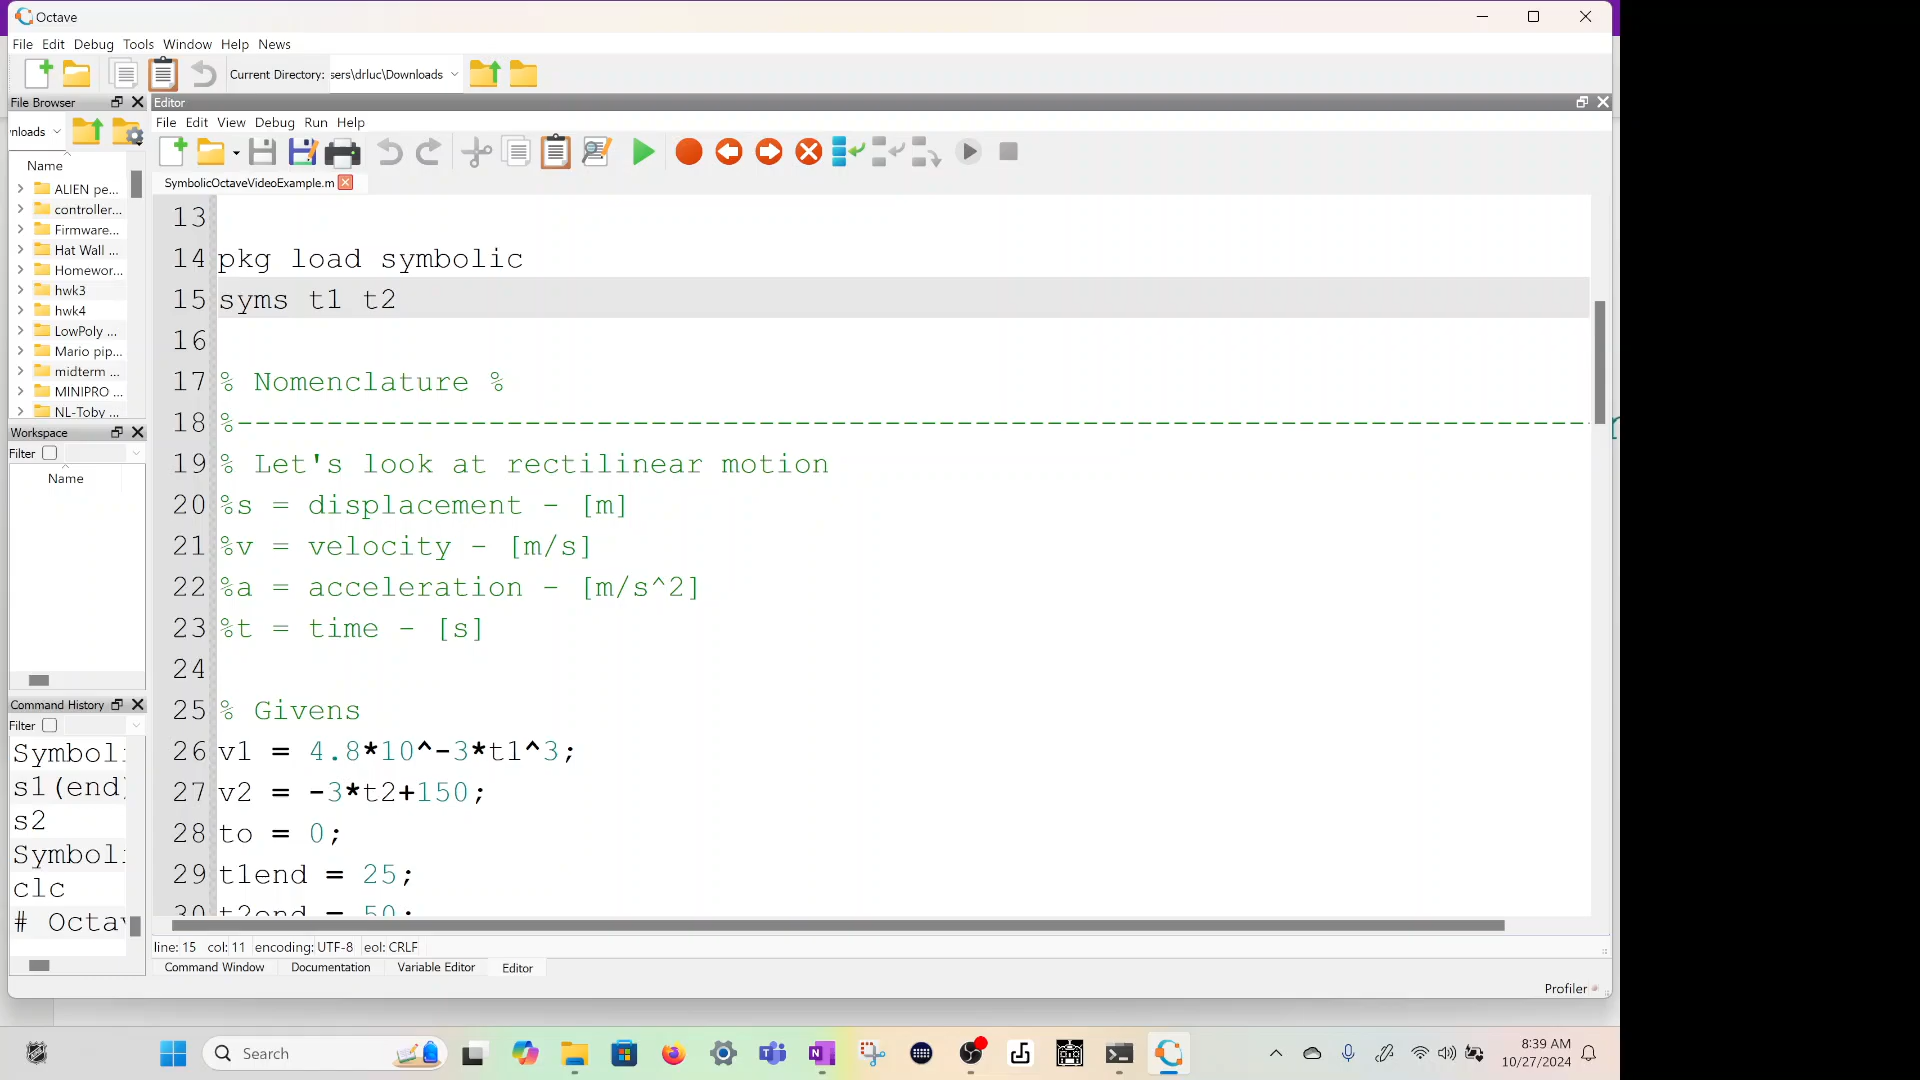 Octave
File Edit Debug Tools Window Help News
Current Directory: sers\drluc\Downloads
File Browser
Editor
File Edit View Debug Run Help
nloads
Name
SymbolicOctaveVideoExample.m
ALIEN pe...
controller...
Firmware...
Hat Wall ...
Homewor...
hwk3
hwk4
LowPoly ...
Mario pip...
midterm ...
MINIPRO ...
NL-Toby ...
Workspace
Filter
Name
Command History
Filter
Symboli
s1(end)
s2
Symboli
clc
# Octav
13
14 pkg load symbolic
15 syms t1 t2
16
17 % Nomenclature %
18 %---------------------------------------------------------------------------
19 % Let's look at rectilinear motion
20 %s = displacement - [m]
21 %v = velocity - [m/s]
22 %a = acceleration - [m/s^2]
23 %t = time - [s]
24
25 % Givens
26 v1 = 4.8*10^-3*t1^3;
27 v2 = -3*t2+150;
28 to = 0;
29 t1end = 25;
30 t2end = 50;
line: 15 col: 11 encoding: UTF-8 eol: CRLF
Command Window Documentation Variable Editor Editor
Profiler
Search
8:39 AM
10/27/2024